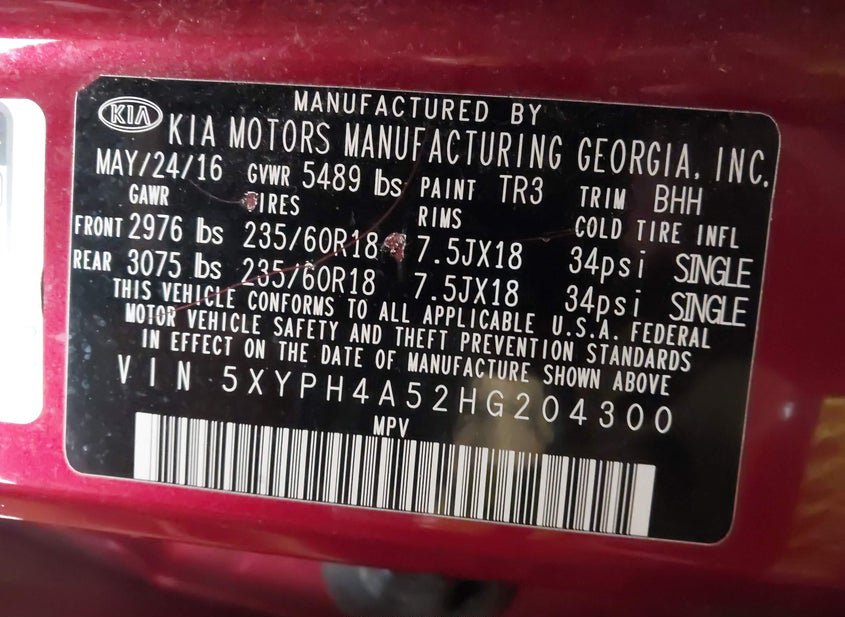 MANUFACTURED BY
KIA KIA MOTORS MANUFACTURING GEORGIA, INC.
MAY/24/16 GVWR 5489 lbs PAINT TR3 TRIM BHH
GAWR TIRES RIMS COLD TIRE INFL
FRONT 2976 lbs 235/60R18 7.5JX18 34psi SINGLE
REAR 3075 lbs 235/60R18 7.5JX18 34psi SINGLE
THIS VEHICLE CONFORMS TO ALL APPLICABLE U.S.A. FEDERAL
MOTOR VEHICLE SAFETY AND THEFT PREVENTION STANDARDS
IN EFFECT ON THE DATE OF MANUFACTURE SHOWN ABOVE
VIN 5XYPH4A52HG204300
MPV